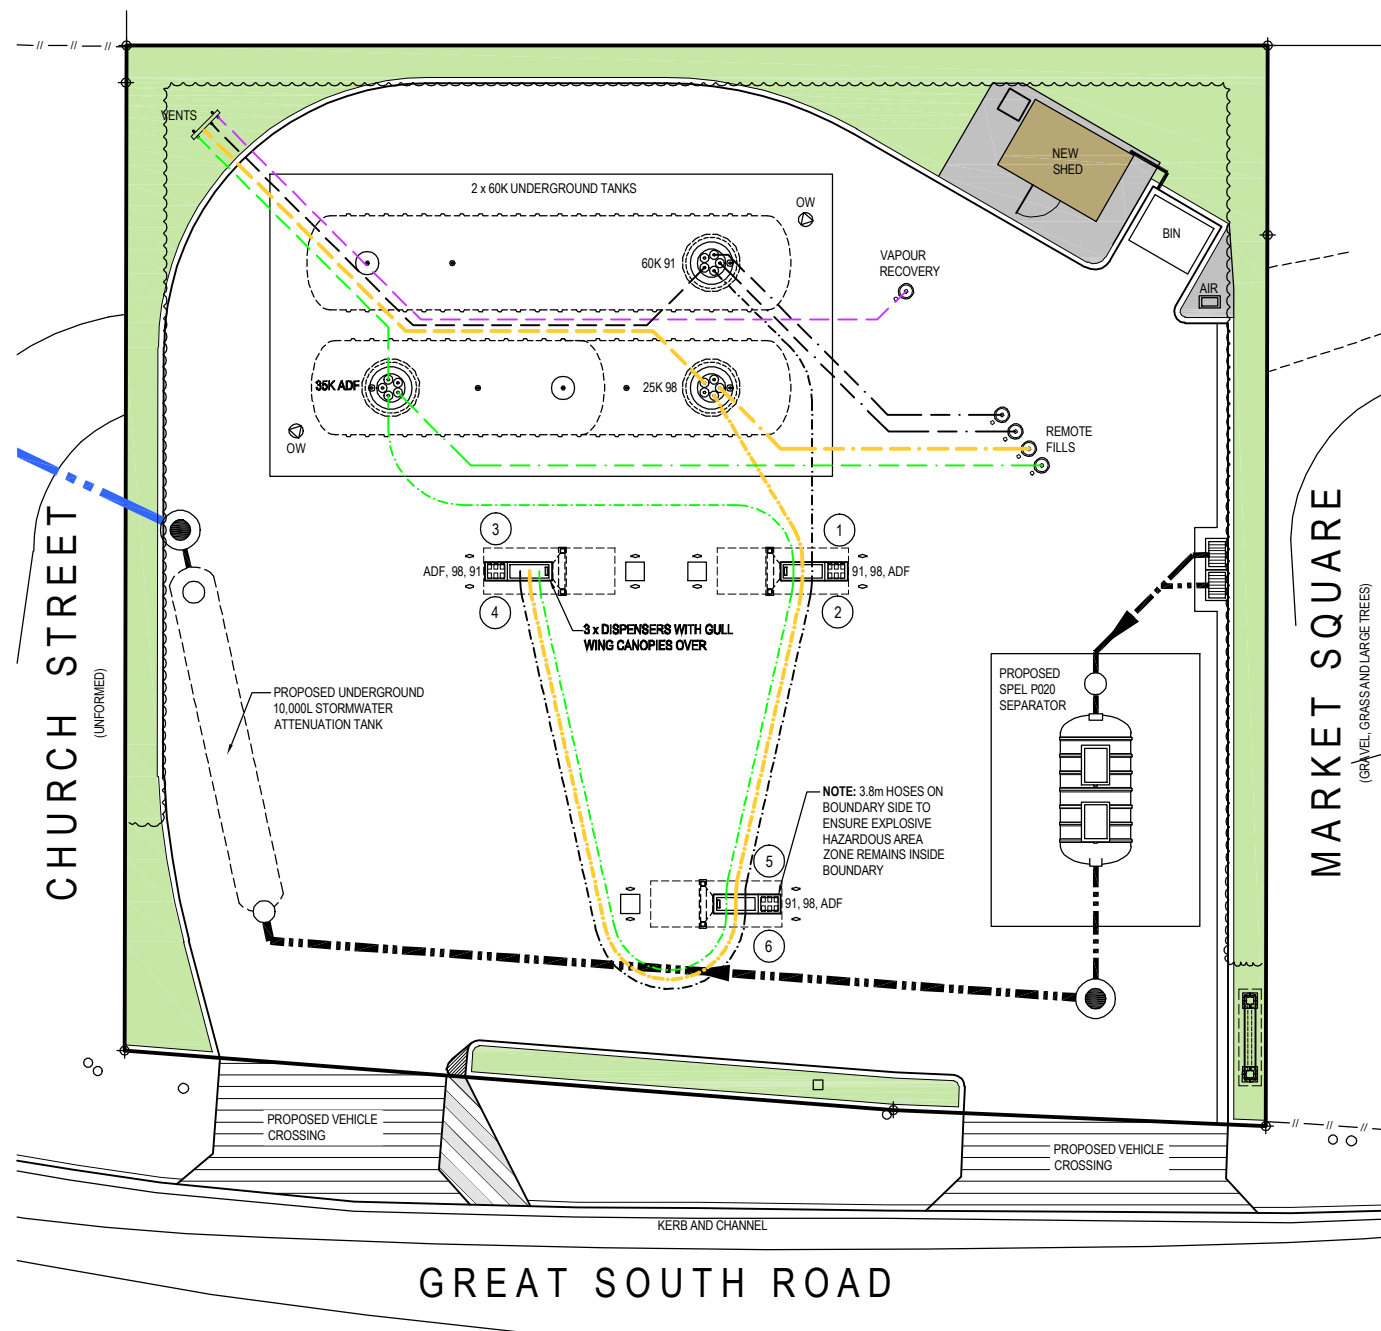 VENTS
2 x 60K UNDERGROUND TANKS
OW
NEW
SHED
BIN
AIR
60K 91
VAPOUR
RECOVERY
35K ADF
25K 98
OW
REMOTE
FILLS
3
1
ADF, 98, 91
91, 98, ADF
4
2
3 x DISPENSERS WITH GULL
WING CANOPIES OVER
CHURCH STREET
(UNFORMED)
PROPOSED UNDERGROUND
10,000L STORMWATER
ATTENUATION TANK
PROPOSED
SPEL P020
SEPARATOR
MARKET SQUARE
(GRAVEL, GRASS AND LARGE TREES)
NOTE: 3.8m HOSES ON
BOUNDARY SIDE TO
ENSURE EXPLOSIVE
HAZARDOUS AREA
ZONE REMAINS INSIDE
BOUNDARY
5
91, 98, ADF
6
PROPOSED VEHICLE
CROSSING
PROPOSED VEHICLE
CROSSING
KERB AND CHANNEL
GREAT SOUTH ROAD